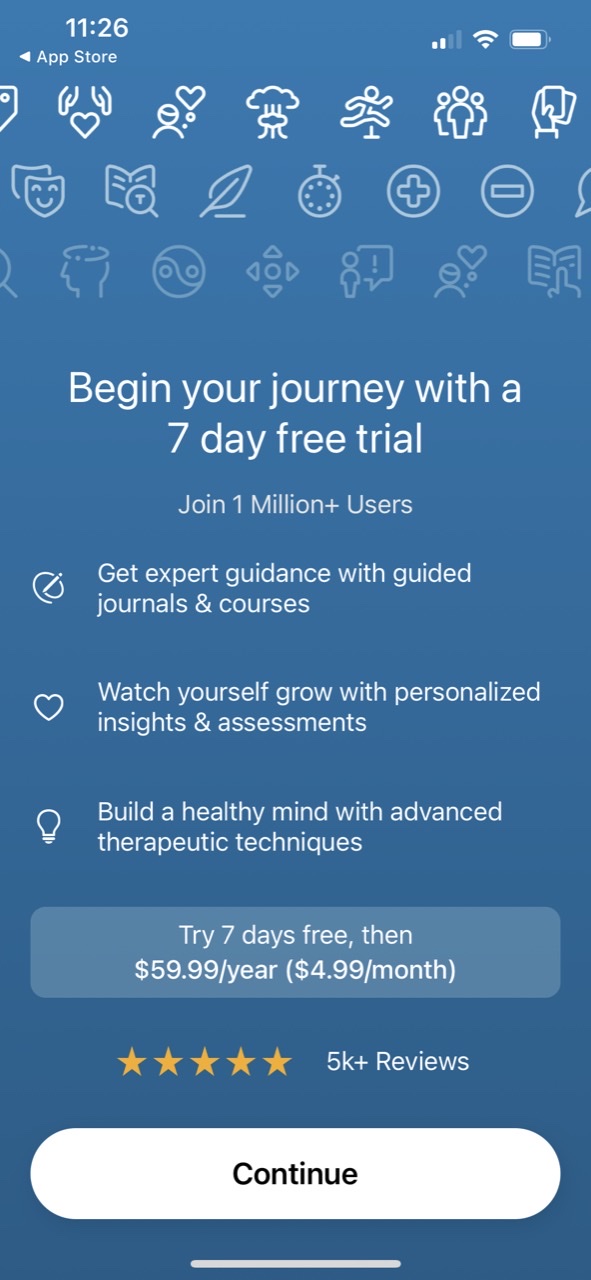 11:26
◀ App Store
Begin your journey with a
7 day free trial
Join 1 Million+ Users
Get expert guidance with guided
journals & courses
Watch yourself grow with personalized
insights & assessments
Build a healthy mind with advanced
therapeutic techniques
Try 7 days free, then
$59.99/year ($4.99/month)
5k+ Reviews
Continue